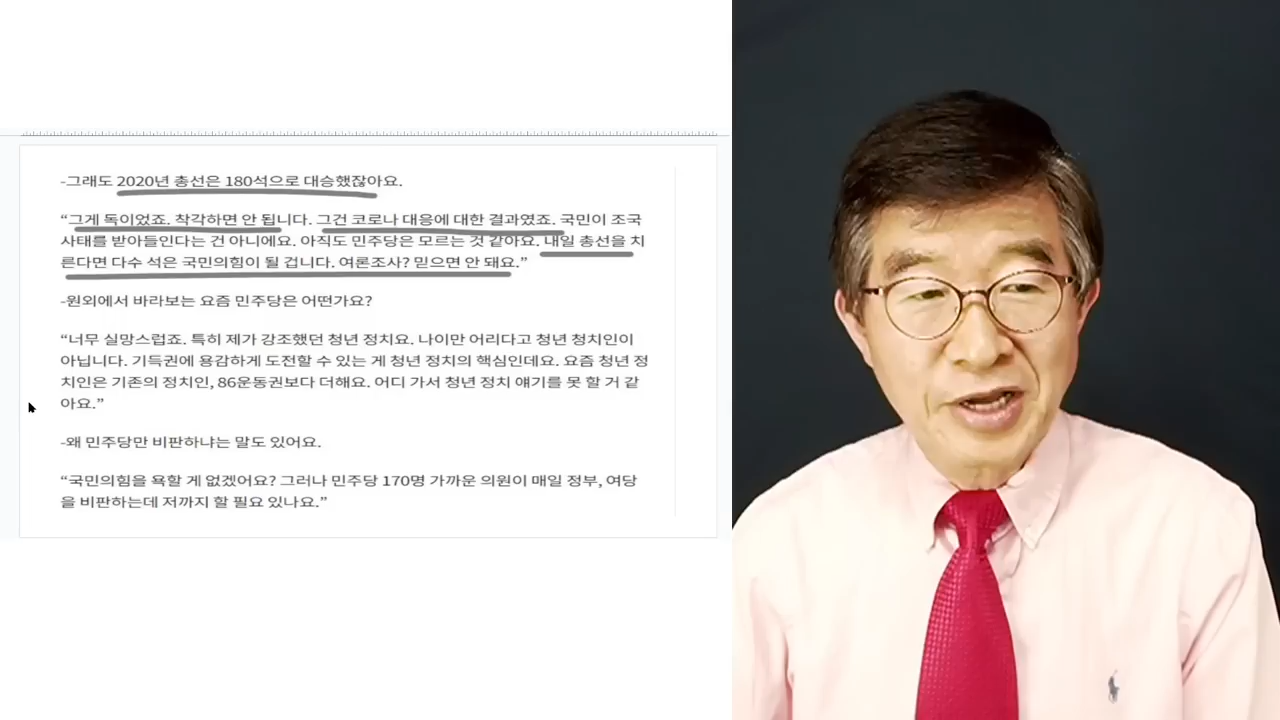 -그래도 2020년 총선은 180석으로 대승했잖아요.
“그게 독이었죠. 착각하면 안 됩니다. 그건 코로나 대응에 대한 결과였죠. 국민이 조국
사태를 받아들인다는 건 아니에요. 아직도 민주당은 모르는 것 같아요. 내일 총선을 치
른다면 다수 석은 국민의힘이 될 겁니다. 여론조사? 믿으면 안 돼요.”
-원외에서 바라보는 요즘 민주당은 어떤가요?
“너무 실망스럽죠. 특히 제가 강조했던 청년 정치요. 나이만 어리다고 청년 청치인이
아닙니다. 기득권에 용감하게 도전할 수 있는 게 청년 정치의 핵심인데요. 요즘 청년 정
치인은 기존의 정치인, 86운동권보다 더해요. 어디 가서 청년 정치 얘기를 못 할 거 같
아요.”
-왜 민주당만 비판하냐는 말도 있어요.
“국민의힘을 욕할 게 없겠어요? 그러나 민주당 170명 가까운 의원이 매일 정부, 여당
을 비판하는데 저까지 할 필요 있나요.”